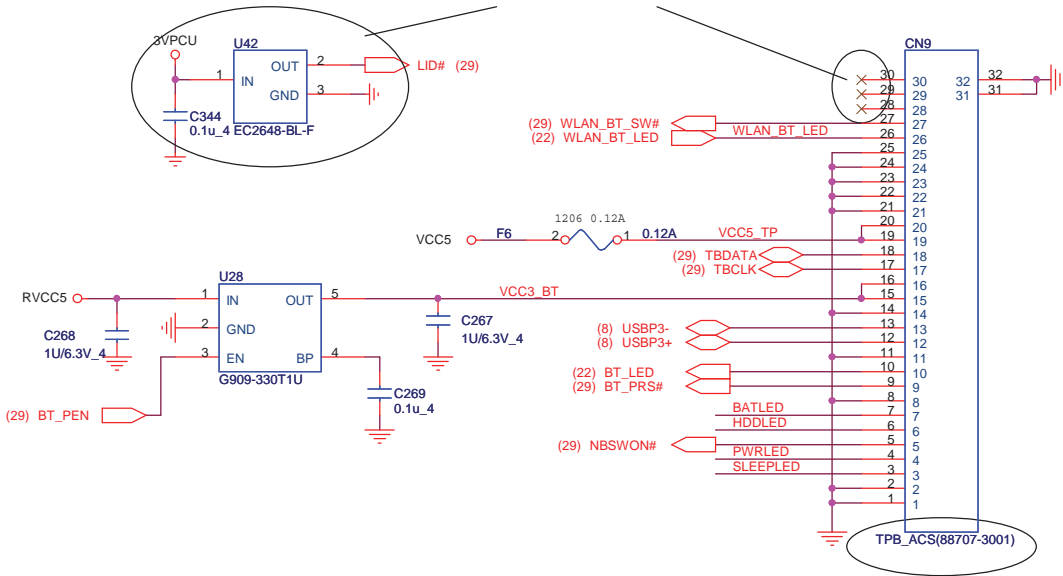 3VPCU
U42
1 IN OUT 2 LID# (29)
GND 3
C344
0.1u_4
EC2648-BL-F
CN9
30 30 32 32
29 29 31 31
28 28
(29) WLAN_BT_SW# 27 27
(22) WLAN_BT_LED WLAN_BT_LED 26 26
25 25
24 24
23 23
22 22
21 21
20 20
1206 0.12A
VCC5 F6 2 1 0.12A VCC5_TP 19 19
(29) TBDATA 18 18
(29) TBCLK 17 17
16 16
U28
RVCC5 1 IN OUT 5 VCC3_BT 15 15
14 14
2 GND
C268
1U/6.3V_4
C267
1U/6.3V_4
3 EN BP 4
G909-330T1U
C269
0.1u_4
(29) BT_PEN
(8) USBP3- 13 13
(8) USBP3+ 12 12
11 11
(22) BT_LED 10 10
(29) BT_PRS# 9 9
8 8
BATLED 7 7
HDDLED 6 6
(29) NBSWON# 5 5
PWRLED 4 4
SLEEPLED 3 3
2 2
1 1
TPB_ACS(88707-3001)